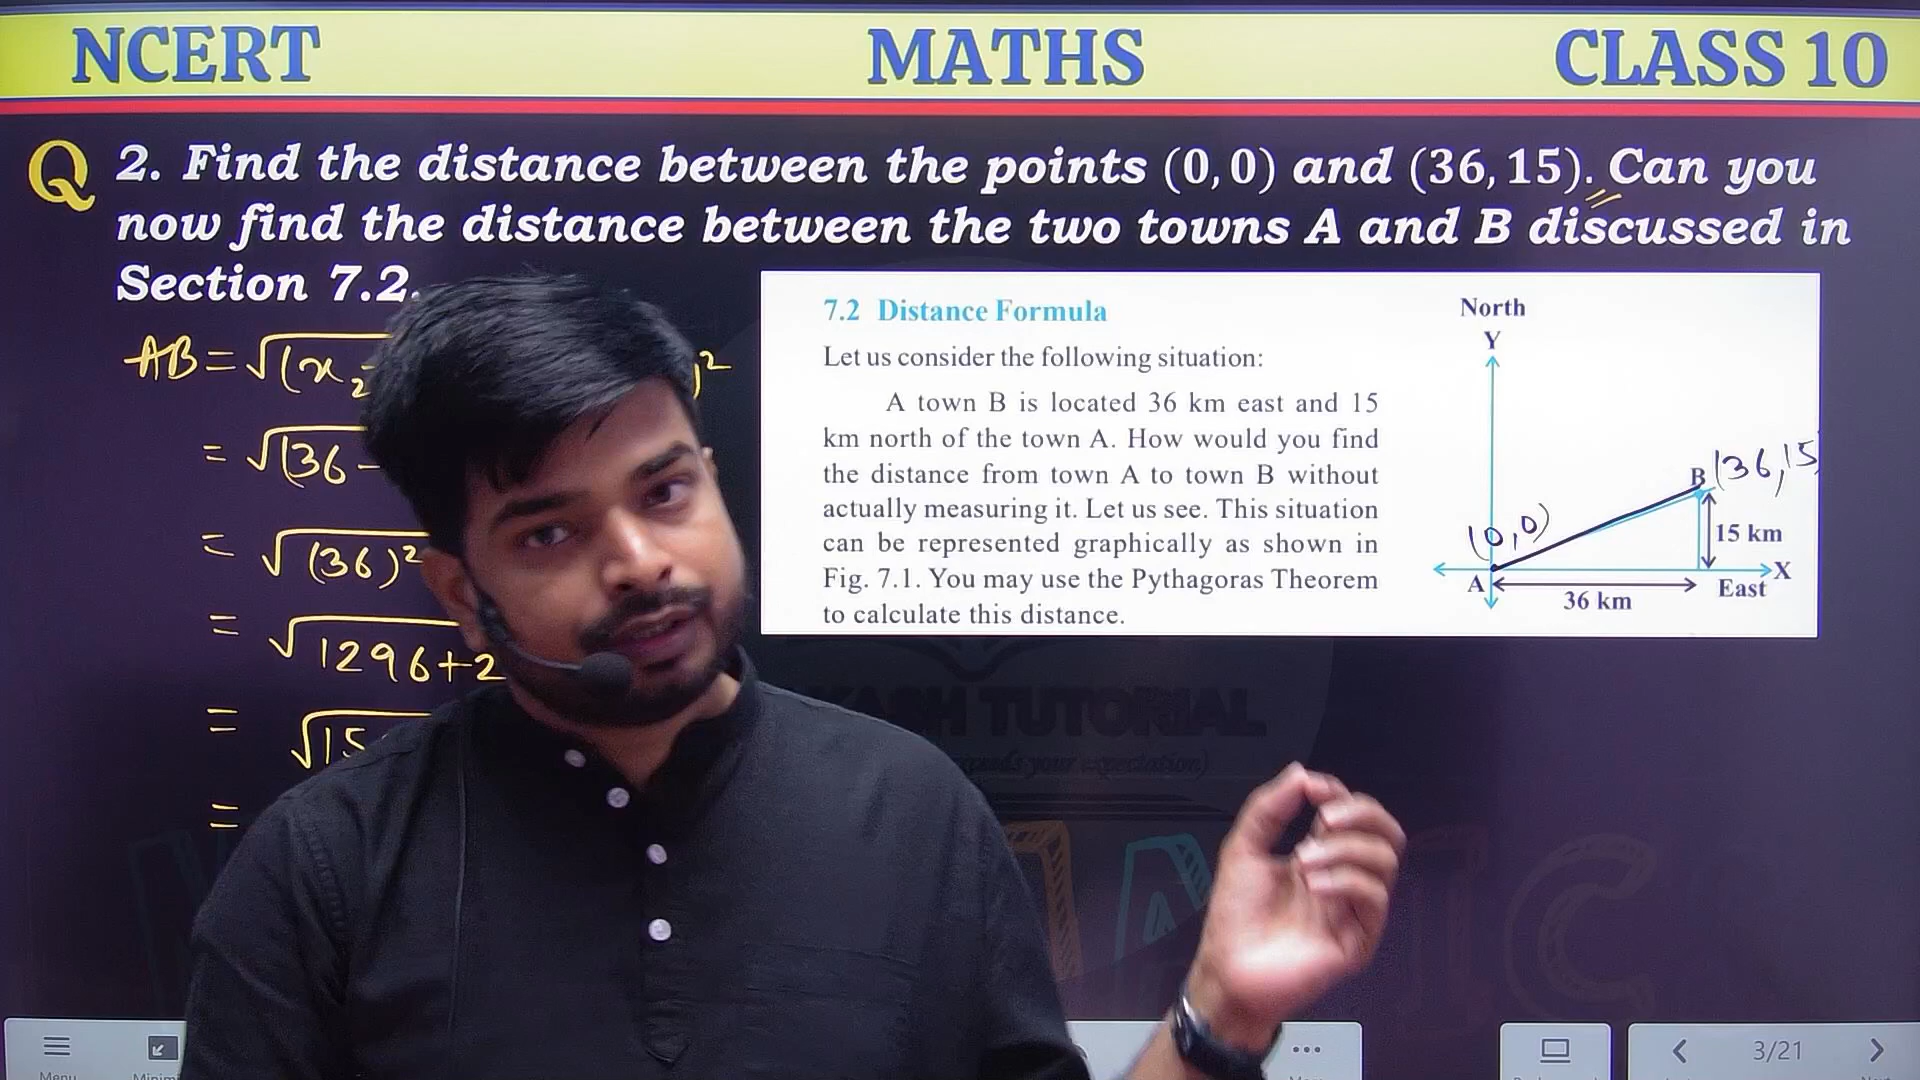 NCERT MATHS CLASS 10
Q 2. Find the distance between the points (0,0) and (36,15). Can you
now find the distance between the two towns A and B discussed in
Section 7.2.
AB = √(x₂ )²
= √(36 -
= √(36)²
= √1296+2
= √15
=
7.2 Distance Formula
Let us consider the following situation:
A town B is located 36 km east and 15
km north of the town A. How would you find
the distance from town A to town B without
actually measuring it. Let us see. This situation
can be represented graphically as shown in
Fig. 7.1. You may use the Pythagoras Theorem
to calculate this distance.
North
Y
B (36,15
(0,0)
15 km
A
X
East
36 km
TUTORIAL
your expectation)
Menu
3/21